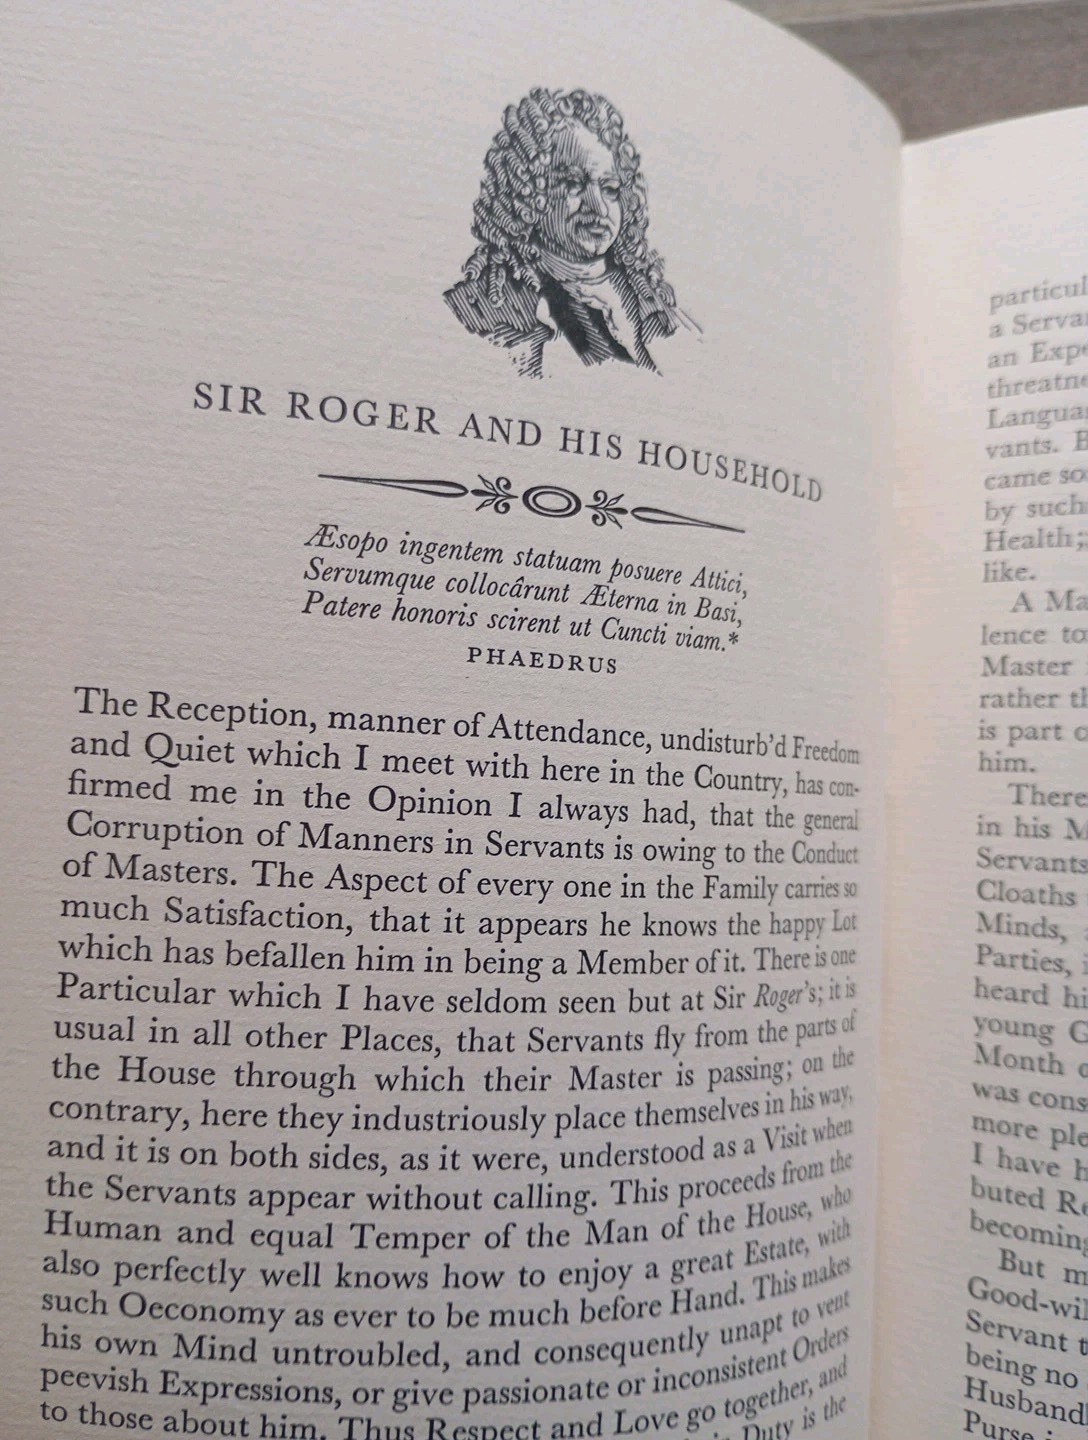 SIR ROGER AND HIS HOUSEHOLD
Æsopo ingentem statuam posuere Attici,
Servumque collocârunt Æterna in Basi,
Patere honoris scirent ut Cuncti viam.*
PHAEDRUS
The Reception, manner of Attendance, undisturb'd Freedom
and Quiet which I meet with here in the Country, has con-
firmed me in the Opinion I always had, that the general
Corruption of Manners in Servants is owing to the Conduct
of Masters. The Aspect of every one in the Family carries so
much Satisfaction, that it appears he knows the happy Lot
which has befallen him in being a Member of it. There is one
Particular which I have seldom seen but at Sir Roger's; it is
usual in all other Places, that Servants fly from the parts of
the House through which their Master is passing; on the
contrary, here they industriously place themselves in his way,
and it is on both sides, as it were, understood as a Visit when
the Servants appear without calling. This proceeds from the
Human and equal Temper of the Man of the House, who
also perfectly well knows how to enjoy a great Estate, with
such Oeconomy as ever to be much before Hand. This makes
his own Mind untroubled, and consequently unapt to vent
peevish Expressions, or give passionate or inconsistent Orders
to those about him. Thus Respect and Love go together, and
Duty is the
particul
a Serva
an Expe
threatne
Languag
vants. B
came so
by such
Health;
like.
A Ma
lence to
Master
rather th
is part o
him.
There
in his M
Servants
Cloaths
Minds,
Parties, i
heard hi
young G
Month o
was cons
more ple
I have h
buted Re
becoming
But m
Good-wil
Servant t
being no
Husband
Purse i